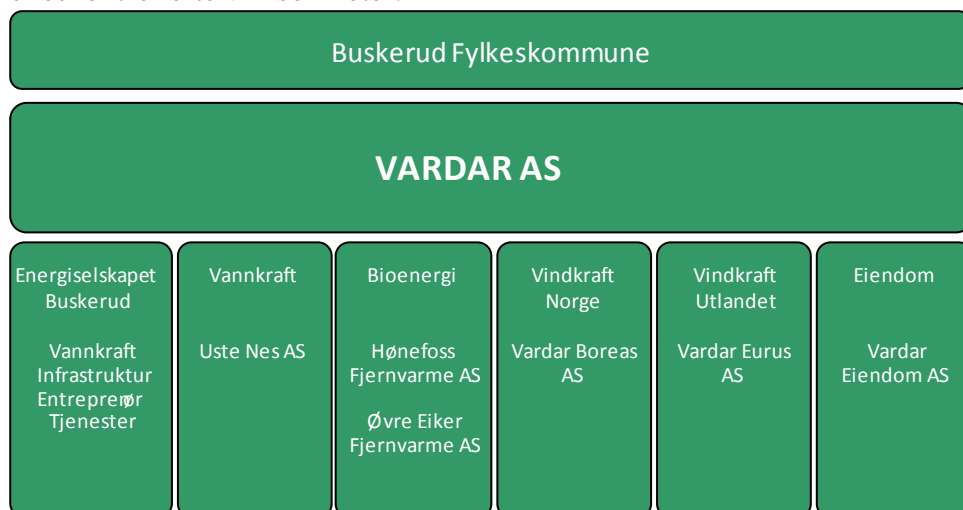 Buskerud Fylkeskommune
VARDAR AS
Energiselskapet
Buskerud
Vannkraft
Infrastruktur
Entreprenør
Tjenester
Vannkraft
Uste Nes AS
Bioenergi
Hønefoss
Fjernvarme AS
Øvre Eiker
Fjernvarme AS
Vindkraft
Norge
Vardar Boreas
AS
Vindkraft
Utlandet
Vardar Eurus
AS
Eiendom
Vardar
Eiendom AS